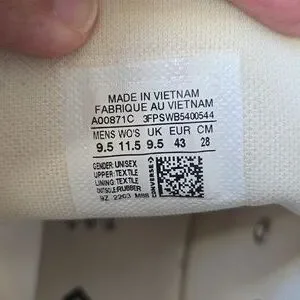 MADE IN VIETNAM
FABRIQUE AU VIETNAM
A00871C 3FPSWB5400544
MENS WO'S UK EUR CM
9.5 11.5 9.5 43 28
GENDER: UNISEX
UPPER: TEXTILE
LINING: TEXTILE
OUTSOLE: RUBBER
CONVERSE